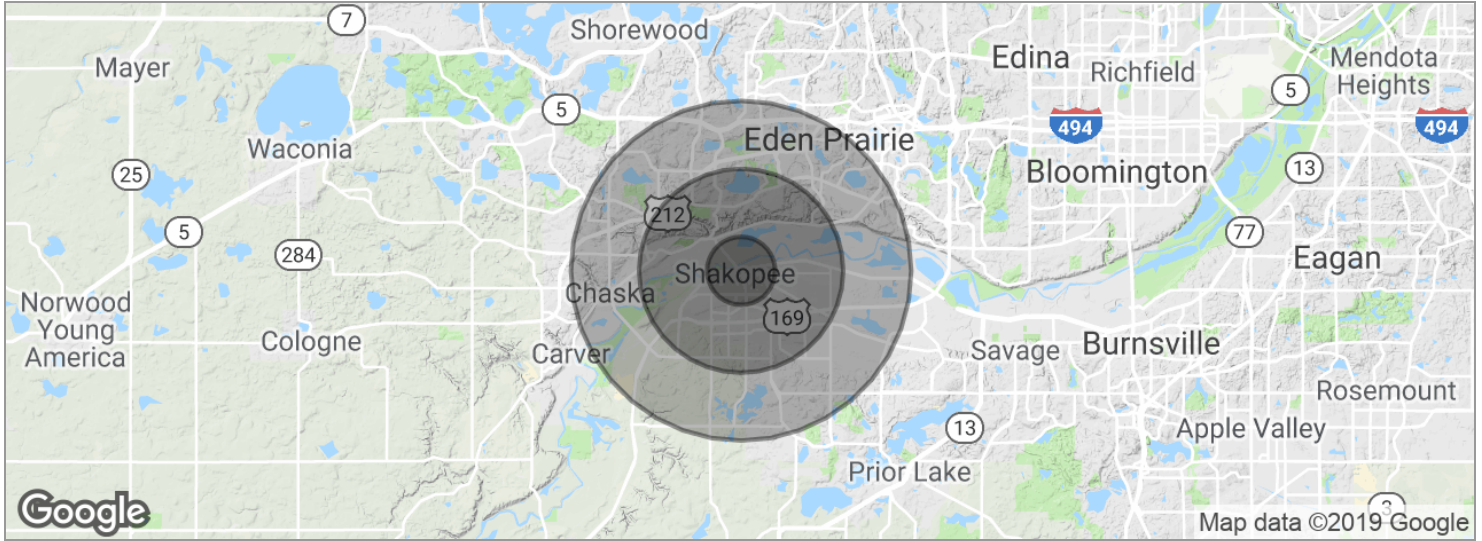 7
Shorewood
Edina
Mendota
Heights
Mayer
Richfield
5
5
494
494
Eden Prairie
Waconia
Bloomington
13
25
212
5
77
284
Shakopee
Eagan
Chaska
Norwood
Young
America
169
Cologne
Carver
Savage
Burnsville
Rosemount
13
Apple Valley
Prior Lake
3
Google
Map data ©2019 Google